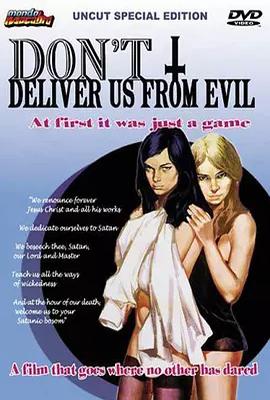 mondo macabro
UNCUT SPECIAL EDITION
DVD
VIDEO
DON'T
DELIVER US FROM EVIL
At first it was just a game
"We renounce forever
Jesus Christ and all his works
We dedicate ourselves to Satan
We beseech thee, Satan,
our Lord and Master
Teach us all the ways
of wickedness
And at the hour of our death,
welcome us to your
Satanic bosom"
A film that goes where no other has dared